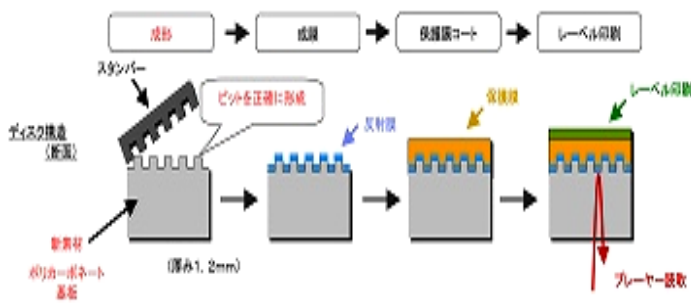 成形
成膜
保護膜コート
レーベル印刷
スタンパー
ピットを正確に形成
ディスク構造
(断面)
反射膜
保護膜
レーベル印刷
新素材
ポリカーボネート
基板
(厚み1.2mm)
プレーヤー読取